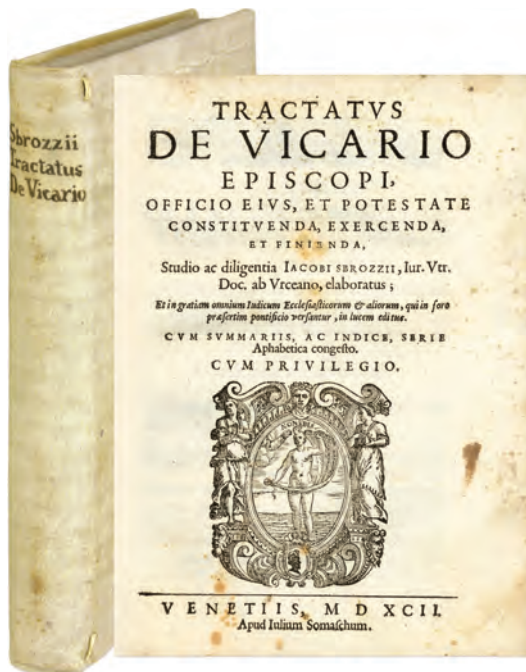 Sbrozzii
Tractatus
De Vicario
TRACTATVS
DE VICARIO
EPISCOPI,
OFFICIO EIVS, ET POTESTATE
CONSTITVENDA, EXERCENDA,
ET FINIENDA,
Studio ac diligentia IACOBI SBROZZII, Iur. Vtr.
Doc. ab Vrceano, elaboratus ;
Et in gratiam omnium Iudicum Ecclesiasticorum & aliorum, qui in foro
præsertim pontificio versantur, in lucem editus.
CVM SVMMARIIS, AC INDICE, SERIE
Aphabetica congesto.
CVM PRIVILEGIO.
VENETIIS, M D XCII.
Apud Iulium Somaschum.